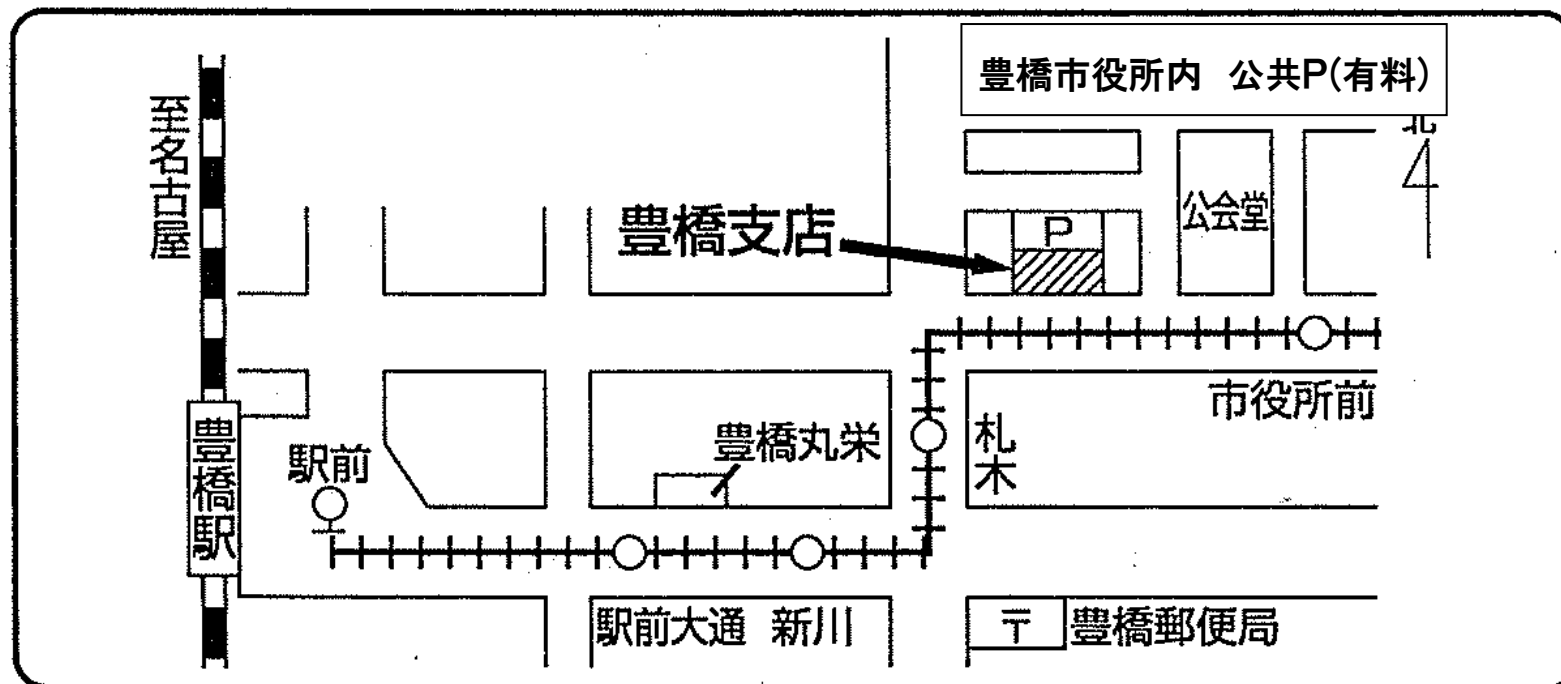 豊橋市役所内 公共P(有料)
北
至名古屋
豊橋支店
P
公会堂
市役所前
豊橋丸栄
札木
駅前
豊橋駅
駅前大通 新川
〒 豊橋郵便局